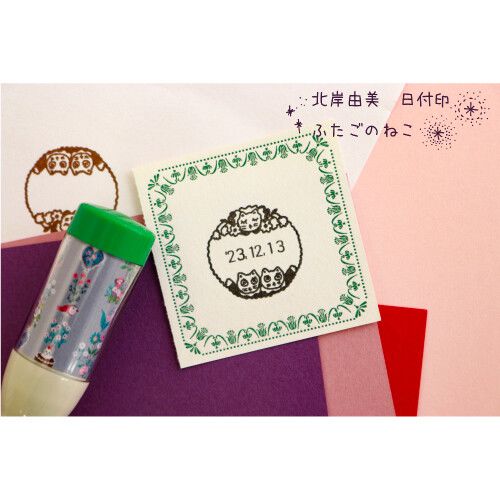 北岸由美　日付印
ふたごのねこ
'23.12.13